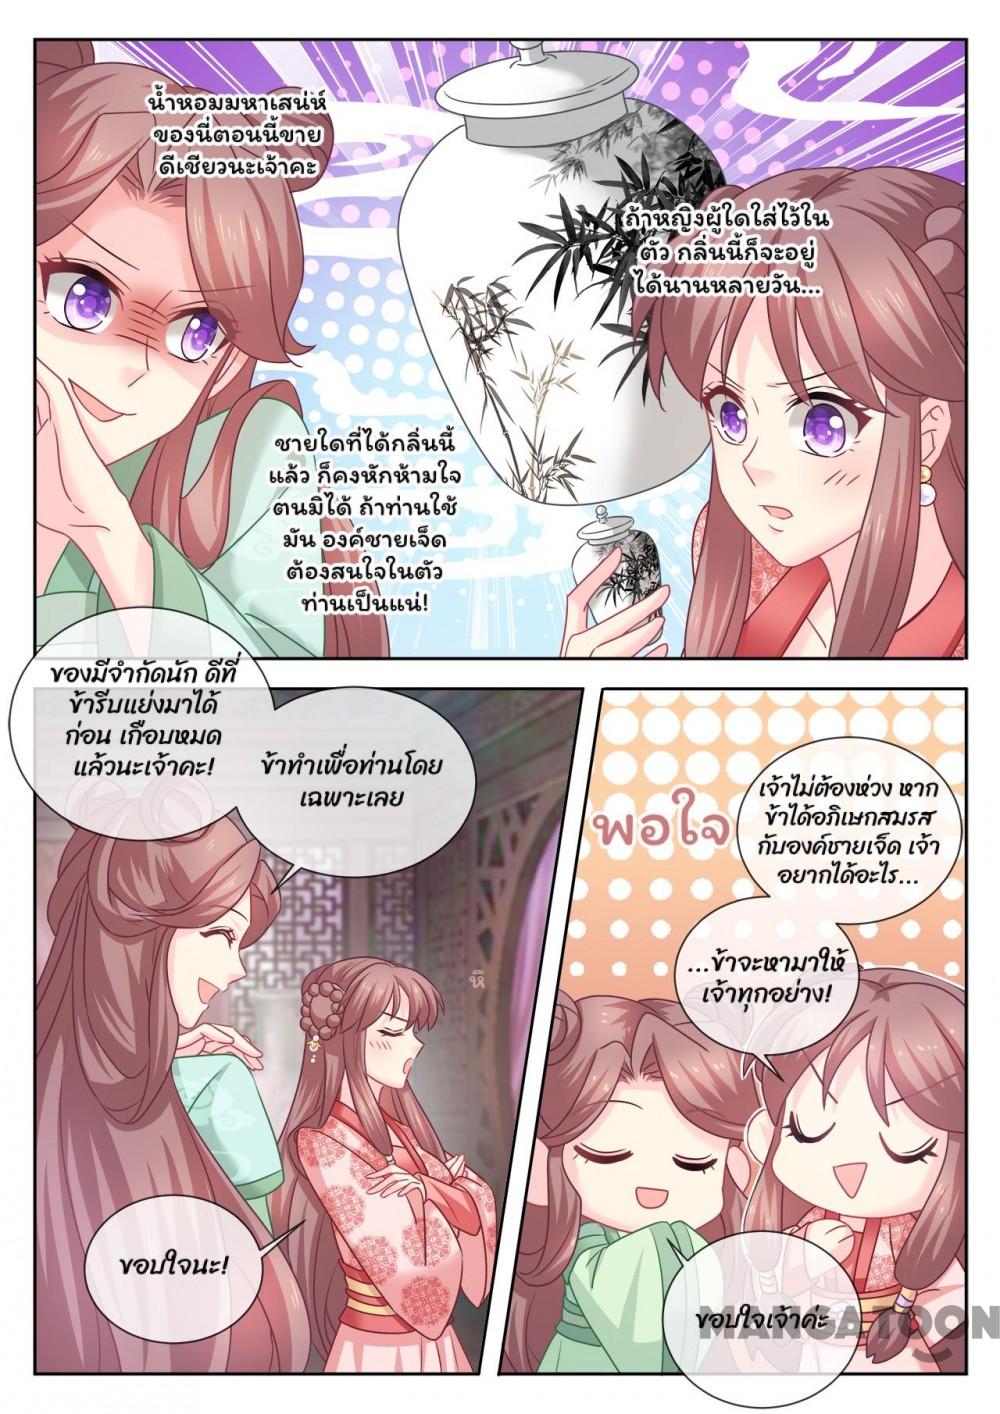 น้ำหอมมหาเสน่ห์
ของนี่ตอนนี้ขาย
ดีเชียวนะเจ้าคะ
ถ้าหญิงผู้ใดใส่ไว้ใน
ตัว กลิ่นนี้ก็จะอยู่
ได้นานหลายวัน...
ชายใดที่ได้กลิ่นนี้
แล้ว ก็คงหักห้ามใจ
ตนมิได้ ถ้าท่านใช้
มัน องค์ชายเจ็ด
ต้องสนใจในตัว
ท่านเป็นแน่!
ของมีจำกัดนัก ดีที่
ข้ารีบแย่งมาได้
ก่อน เกือบหมด
แล้วนะเจ้าคะ!
ข้าทำเพื่อท่านโดย
เฉพาะเลย
หึ
ขอบใจนะ!
พอใจ
เจ้าไม่ต้องห่วง หาก
ข้าได้อภิเษกสมรส
กับองค์ชายเจ็ด เจ้า
อยากได้อะไร...
...ข้าจะหามาให้
เจ้าทุกอย่าง!
ขอบใจเจ้าค่ะ
MANGATOON